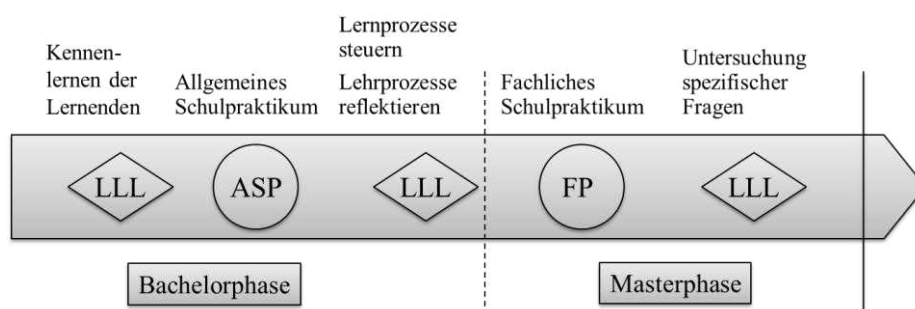 Kennen-
lernen der
Lernenden
Allgemeines
Schulpraktikum
Lernprozesse
steuern
Lehrprozesse
reflektieren
Fachliches
Schulpraktikum
Untersuchung
spezifischer
Fragen
LLL
ASP
LLL
FP
LLL
Bachelorphase
Masterphase